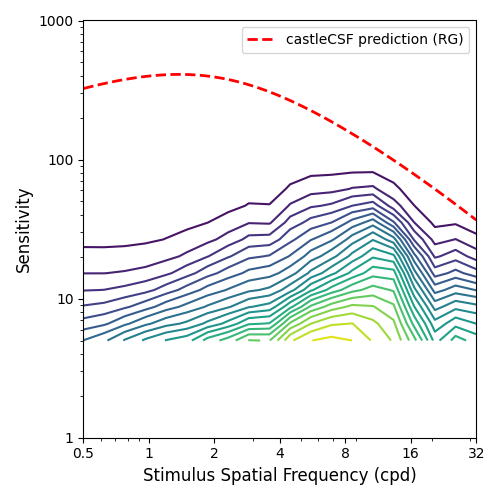 1000
castleCSF prediction (RG)
100
Sensitivity
10
1
0.5 1 2 4 8 16 32
Stimulus Spatial Frequency (cpd)